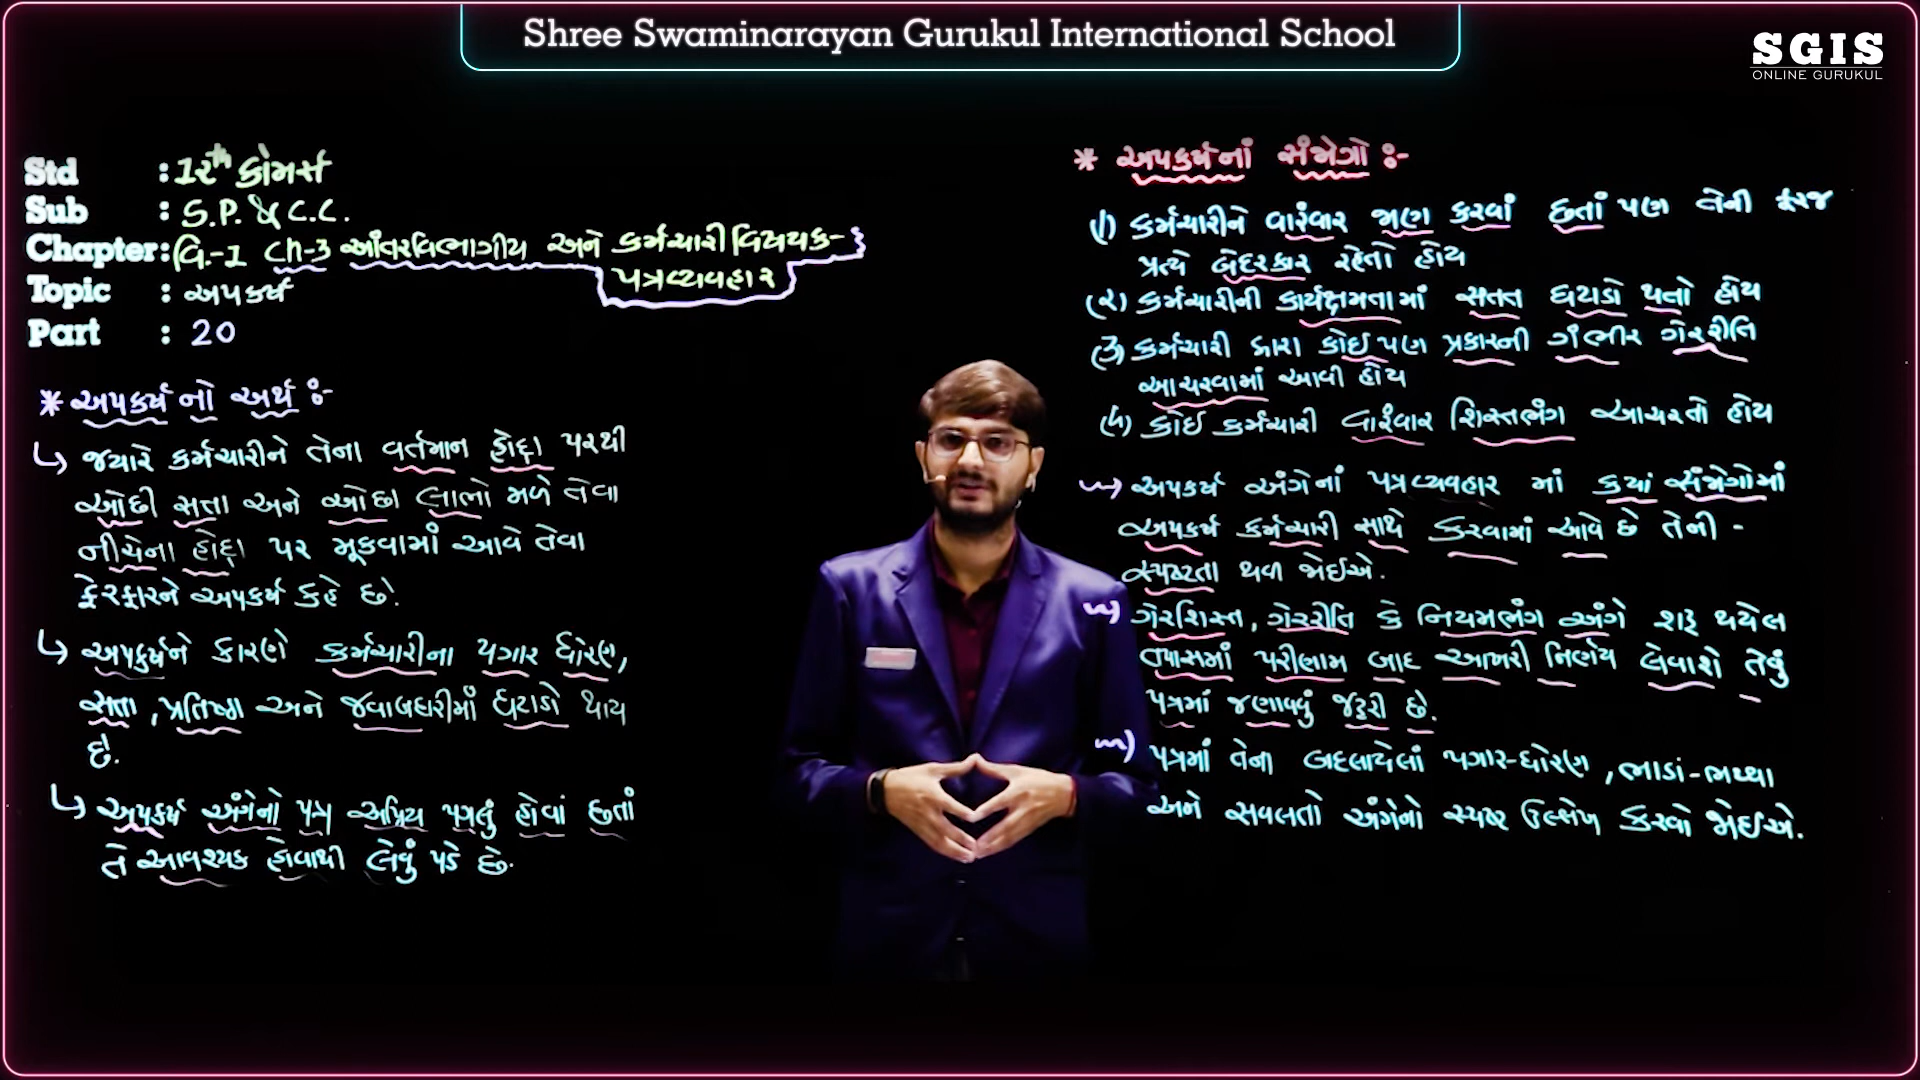 Shree Swaminarayan Gurukul International School
SGIS
ONLINE GURUKUL
Std : 12th કોમર્સ
Sub : S.P. & C.C.
Chapter: વિ.-1 Ch-3 આંતરવિભાગીય અને કર્મચારી વિષયક-
પત્રવ્યવહાર
Topic : અપકર્ષ
Part : 20
* અપકર્ષ નો અર્થ :-
↳ જ્યારે કર્મચારીને તેના વર્તમાન હોદ્દા પરથી
ઓછી સત્તા અને ઓછા લાભો મળે તેવા
નીચેના હોદ્દા પર મૂકવામાં આવે તેવા
ફેરફારને અપકર્ષ કહે છે.
↳ અપકર્ષને કારણે કર્મચારીના પગાર ધોરણ,
સત્તા, પ્રતિષ્ઠા અને જવાબદારીમાં ઘટાડો થાય
છે.
↳ અપકર્ષ અંગેનો પત્ર અપ્રિય પગલું હોવાં છતાં
તે આવશ્યક હોવાથી લેવું પડે છે.
* અપકર્ષનાં સંજોગો :-
(૧) કર્મચારીને વારંવાર જાણ કરવાં છતાં પણ તેની ફરજ
પ્રત્યે બેદરકાર રહેતો હોય
(૨) કર્મચારીની કાર્યક્ષમતામાં સતત ઘટાડો થતો હોય
(૩) કર્મચારી દ્વારા કોઈ પણ પ્રકારની ગંભીર ગેરરીતિ
આચરવામાં આવી હોય
(૪) કોઈ કર્મચારી વારંવાર શિસ્તભંગ આચરતો હોય
અપકર્ષ અંગેનાં પત્રવ્યવહાર માં કયાં સંજોગોમાં
અપકર્ષ કર્મચારી સાથે કરવામાં આવે છે તેની -
સ્પષ્ટતા થવી જોઈએ.
ગેરશિસ્ત, ગેરરીતિ કે નિયમભંગ અંગે શરૂ થયેલ
તપાસમાં પરીણામ બાદ આખરી નિર્ણય લેવાશે તેવું
પત્રમાં જણાવવું જરૂરી છે.
પત્રમાં તેના બદલાયેલાં પગાર-ધોરણ, ભાડાં-ભથ્થા
અને સવલતો અંગેનો સ્પષ્ટ ઉલ્લેખ કરવો જોઈએ.